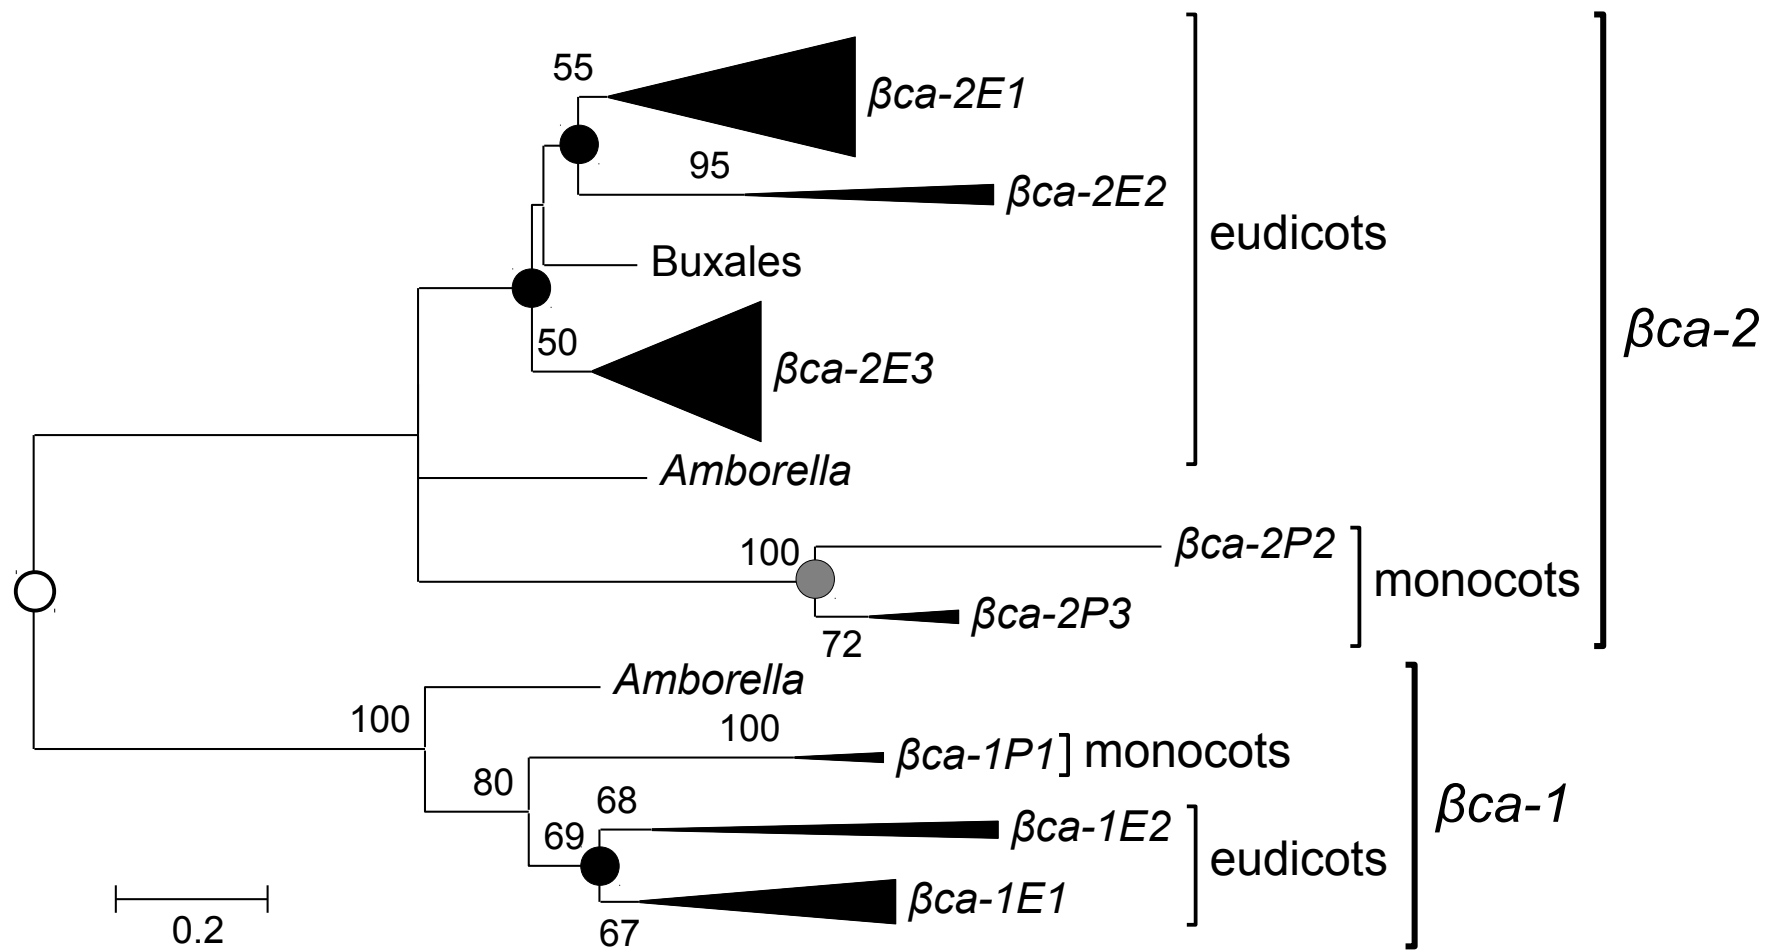 55
βca-2E1
95
βca-2E2
eudicots
Buxales
βca-2
50
βca-2E3
Amborella
100
βca-2P2
monocots
βca-2P3
72
Amborella
100
100
βca-1P1
monocots
80
68
βca-1E2
βca-1
69
eudicots
βca-1E1
67
0.2